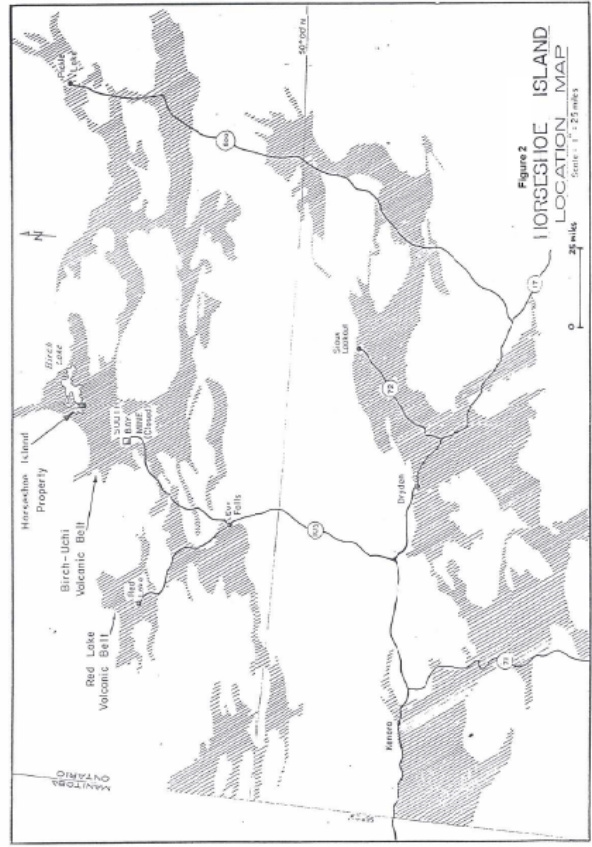 Horseshoe Island
Property
Birch
Lake
Pickle
Lake
N
SOUTH
BAY
MINE
(Closed)
Birch-Uchi
Volcanic Belt
Red Lake
Volcanic Belt
Red
Lake
Ear
Falls
MANITOBA
ONTARIO
50°00' N
Sioux
Lookout
72
Dryden
Kenora
71
17
Figure 2
HORSESHOE ISLAND
LOCATION MAP
Scale : 1" = 25 miles
0
25 miles